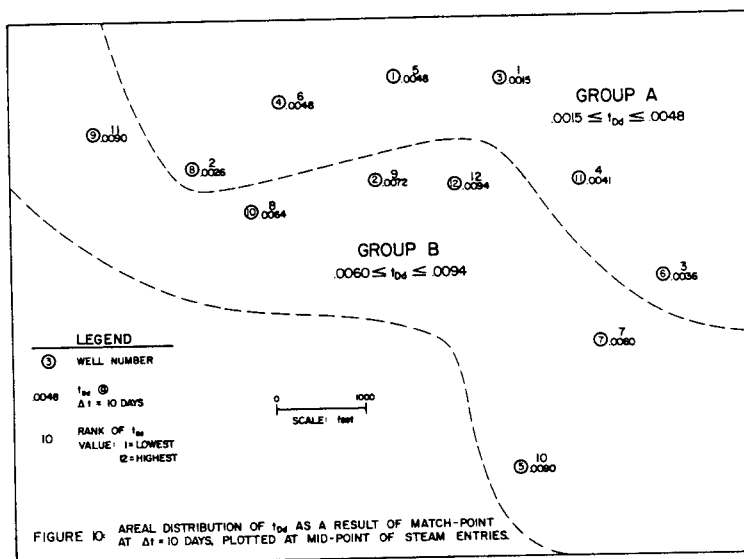 5
① .0048
1
③ .0015
6
④ .0048
GROUP A
.0015 ≤ tDd ≤ .0048
11
⑨ .0090
2
⑧ .0026
9
② .0072
12
⑫ .0094
4
⑪ .0041
8
⑩ .0064
GROUP B
.0060 ≤ tDd ≤ .0094
3
⑥ .0036
7
⑦ .0060
10
⑤ .0090
LEGEND
③ WELL NUMBER
.0048 tDd @
Δt = 10 DAYS
10 RANK OF tDd
VALUE: 1 = LOWEST
12 = HIGHEST
0 1000
SCALE: feet
FIGURE 10: AREAL DISTRIBUTION OF tDd AS A RESULT OF MATCH-POINT
AT Δt = 10 DAYS, PLOTTED AT MID-POINT OF STEAM ENTRIES.